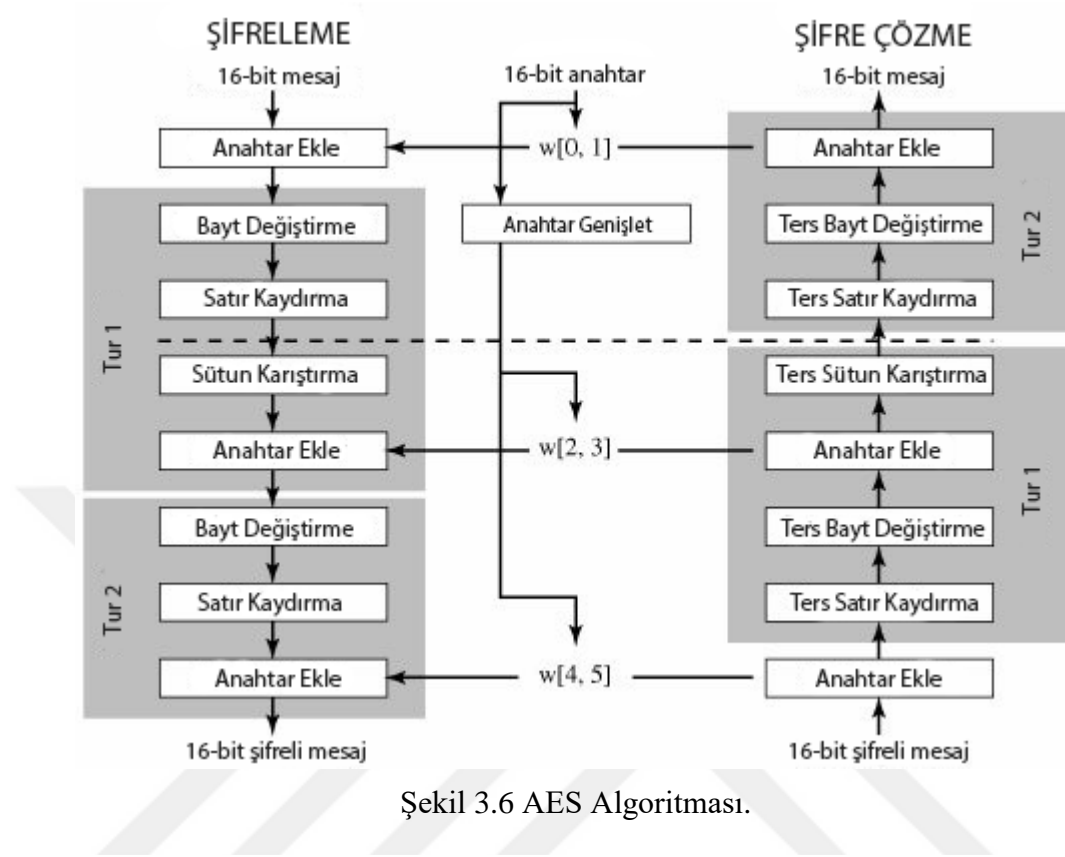 ŞİFRELEME
16-bit mesaj
Anahtar Ekle
Tur 1
Bayt Değiştirme
Satır Kaydırma
Sütun Karıştırma
Anahtar Ekle
Tur 2
Bayt Değiştirme
Satır Kaydırma
Anahtar Ekle
16-bit şifreli mesaj
16-bit anahtar
w[0, 1]
Anahtar Genişlet
w[2, 3]
w[4, 5]
ŞİFRE ÇÖZME
16-bit mesaj
Anahtar Ekle
Ters Bayt Değiştirme
Ters Satır Kaydırma
Tur 2
Ters Sütun Karıştırma
Anahtar Ekle
Ters Bayt Değiştirme
Ters Satır Kaydırma
Tur 1
Anahtar Ekle
16-bit şifreli mesaj
Şekil 3.6 AES Algoritması.